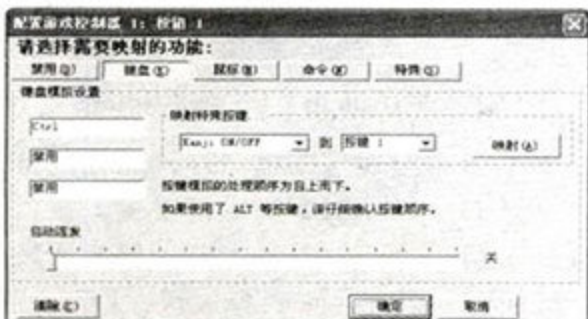 配置游戏控制器 1: 按钮 1
请选择需要映射的功能:
禁用(D) 键盘(K) 鼠标(M) 命令(C) 特殊(S)
键盘模拟设置
Ctrl
禁用
禁用
映射特殊按键
Kanji ON/OFF 到 按键 1 映射(A)
按键模拟的处理顺序为自上而下。
如果使用了 ALT 等按键,请仔细确认按键顺序。
自动连发
关
清除(C) 确定 取消